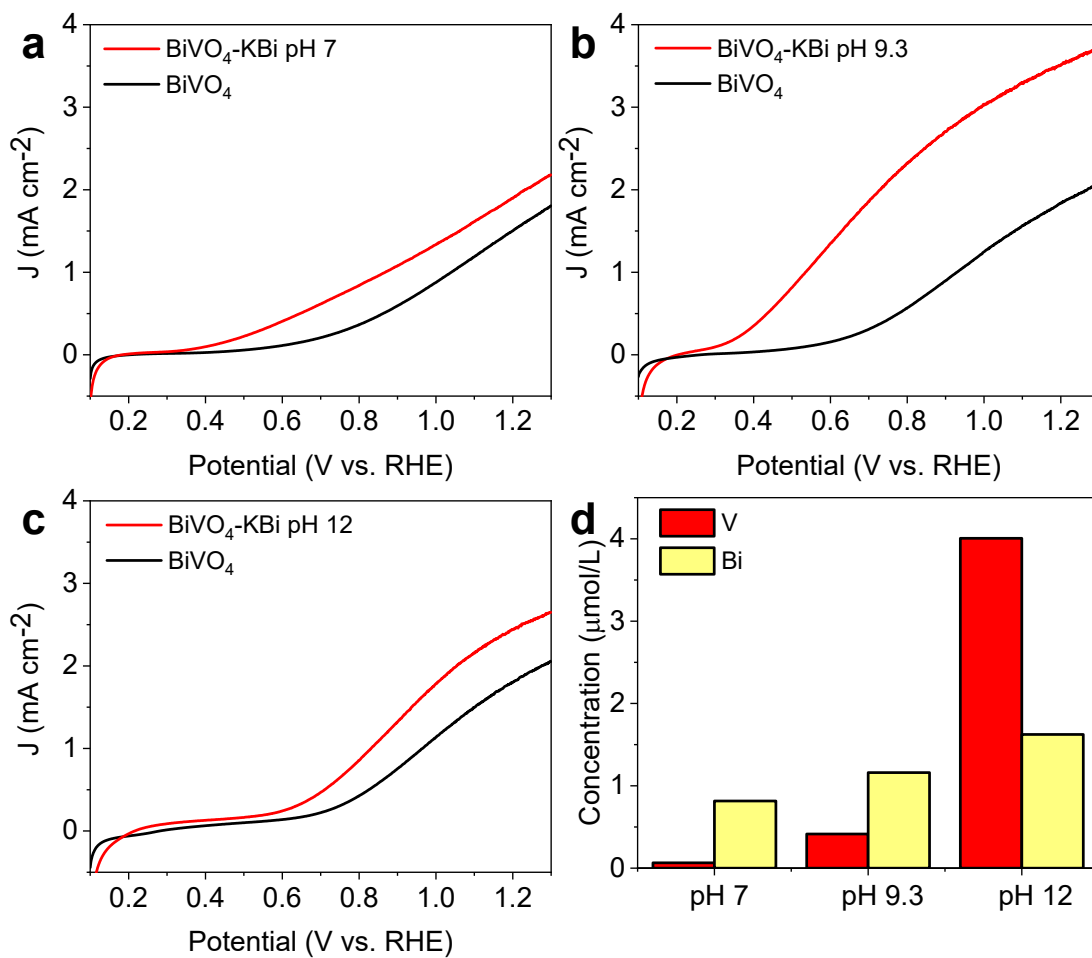 a
BiVO₄-KBi pH 7
BiVO₄
4
3
2
1
0
J (mA cm-2)
0.2 0.4 0.6 0.8 1.0 1.2
Potential (V vs. RHE)
b
BiVO₄-KBi pH 9.3
BiVO₄
4
3
2
1
0
J (mA cm-2)
0.2 0.4 0.6 0.8 1.0 1.2
Potential (V vs. RHE)
c
BiVO₄-KBi pH 12
BiVO₄
4
3
2
1
0
J (mA cm-2)
0.2 0.4 0.6 0.8 1.0 1.2
Potential (V vs. RHE)
d
V
Bi
4
3
2
1
0
Concentration (μmol/L)
pH 7 pH 9.3 pH 12